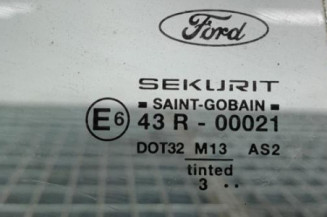 Ford
SEKURIT
SAINT-GOBAIN
E6 43 R - 00021
DOT32 M13 AS2
tinted
3 ..